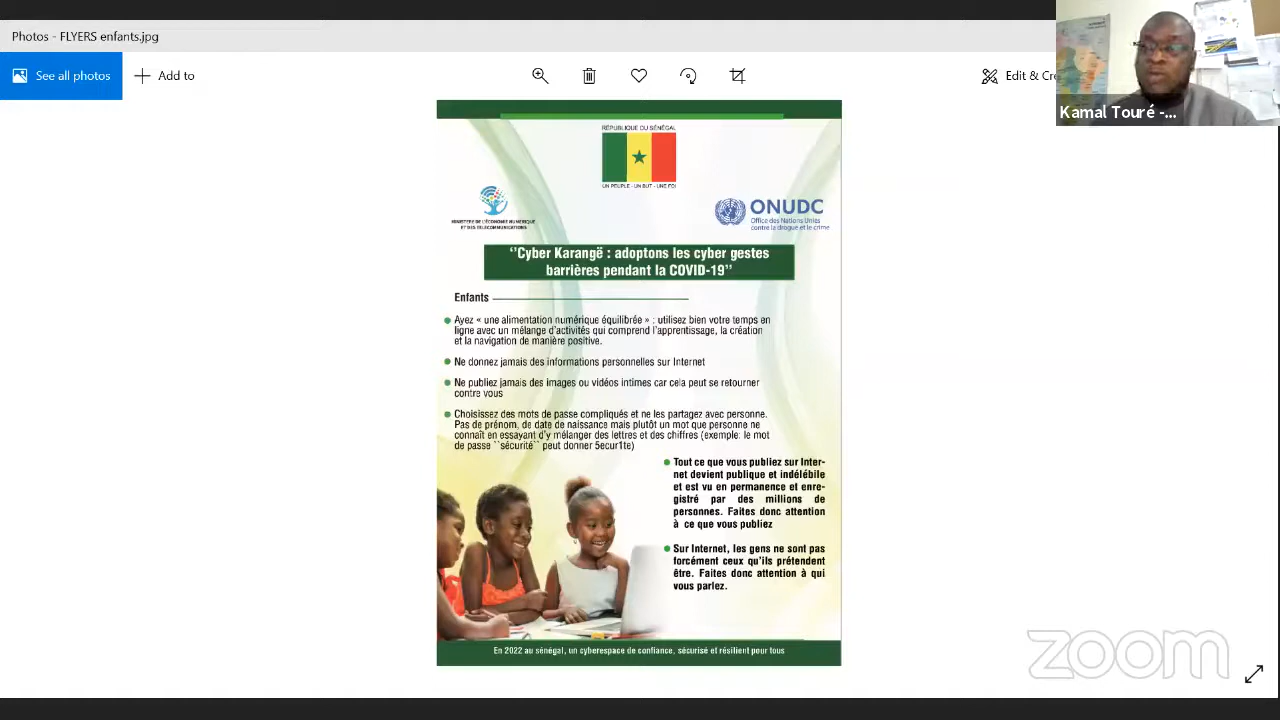 Photos - FLYERS enfants.jpg
See all photos
Add to
Edit & Cre
Kamal Touré -...
RÉPUBLIQUE DU SÉNÉGAL
UN PEUPLE - UN BUT - UNE FOI
MINISTÈRE DE L'ÉCONOMIE NUMÉRIQUE
ET DES TÉLÉCOMMUNICATIONS
ONUDC
Office des Nations Unies
contre la drogue et le crime
‘’Cyber Karangë : adoptons les cyber gestes
barrières pendant la COVID-19’’
Enfants
Ayez « une alimentation numérique équilibrée » : utilisez bien votre temps en
ligne avec un mélange d'activités qui comprend l'apprentissage, la création
et la navigation de manière positive.
Ne donnez jamais des informations personnelles sur Internet
Ne publiez jamais des images ou vidéos intimes car cela peut se retourner
contre vous
Choisissez des mots de passe compliqués et ne les partagez avec personne.
Pas de prénom, de date de naissance mais plutôt un mot que personne ne
connaît en essayant d'y mélanger des lettres et des chiffres (exemple: le mot
de passe ``sécurité`` peut donner 5ecur1te)
Tout ce que vous publiez sur Inter-
net devient publique et indélébile
et est vu en permanence et enre-
gistré par des millions de
personnes. Faites donc attention
à ce que vous publiez
Sur Internet, les gens ne sont pas
forcément ceux qu'ils prétendent
être. Faites donc attention à qui
vous parlez.
En 2022 au sénégal, un cyberespace de confiance, sécurisé et résilient pour tous
zoom